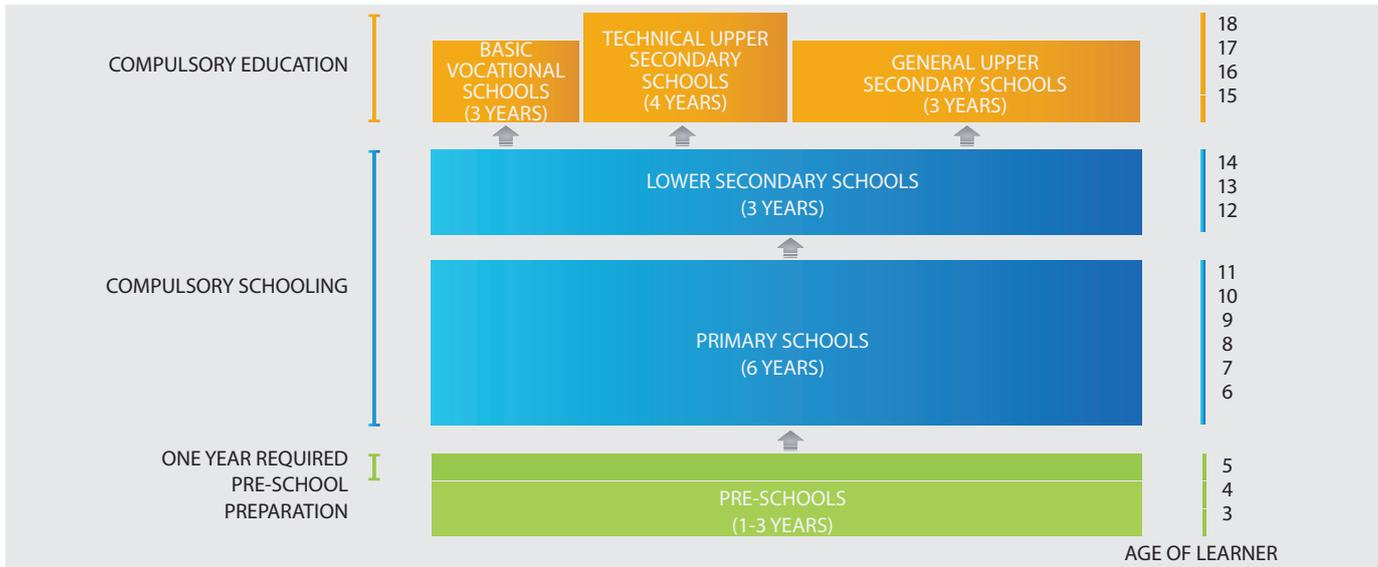 COMPULSORY EDUCATION
BASIC
VOCATIONAL
SCHOOLS
(3 YEARS)
TECHNICAL UPPER
SECONDARY
SCHOOLS
(4 YEARS)
GENERAL UPPER
SECONDARY SCHOOLS
(3 YEARS)
18
17
16
15
COMPULSORY SCHOOLING
LOWER SECONDARY SCHOOLS
(3 YEARS)
14
13
12
PRIMARY SCHOOLS
(6 YEARS)
11
10
9
8
7
6
ONE YEAR REQUIRED
PRE-SCHOOL
PREPARATION
PRE-SCHOOLS
(1-3 YEARS)
5
4
3
AGE OF LEARNER